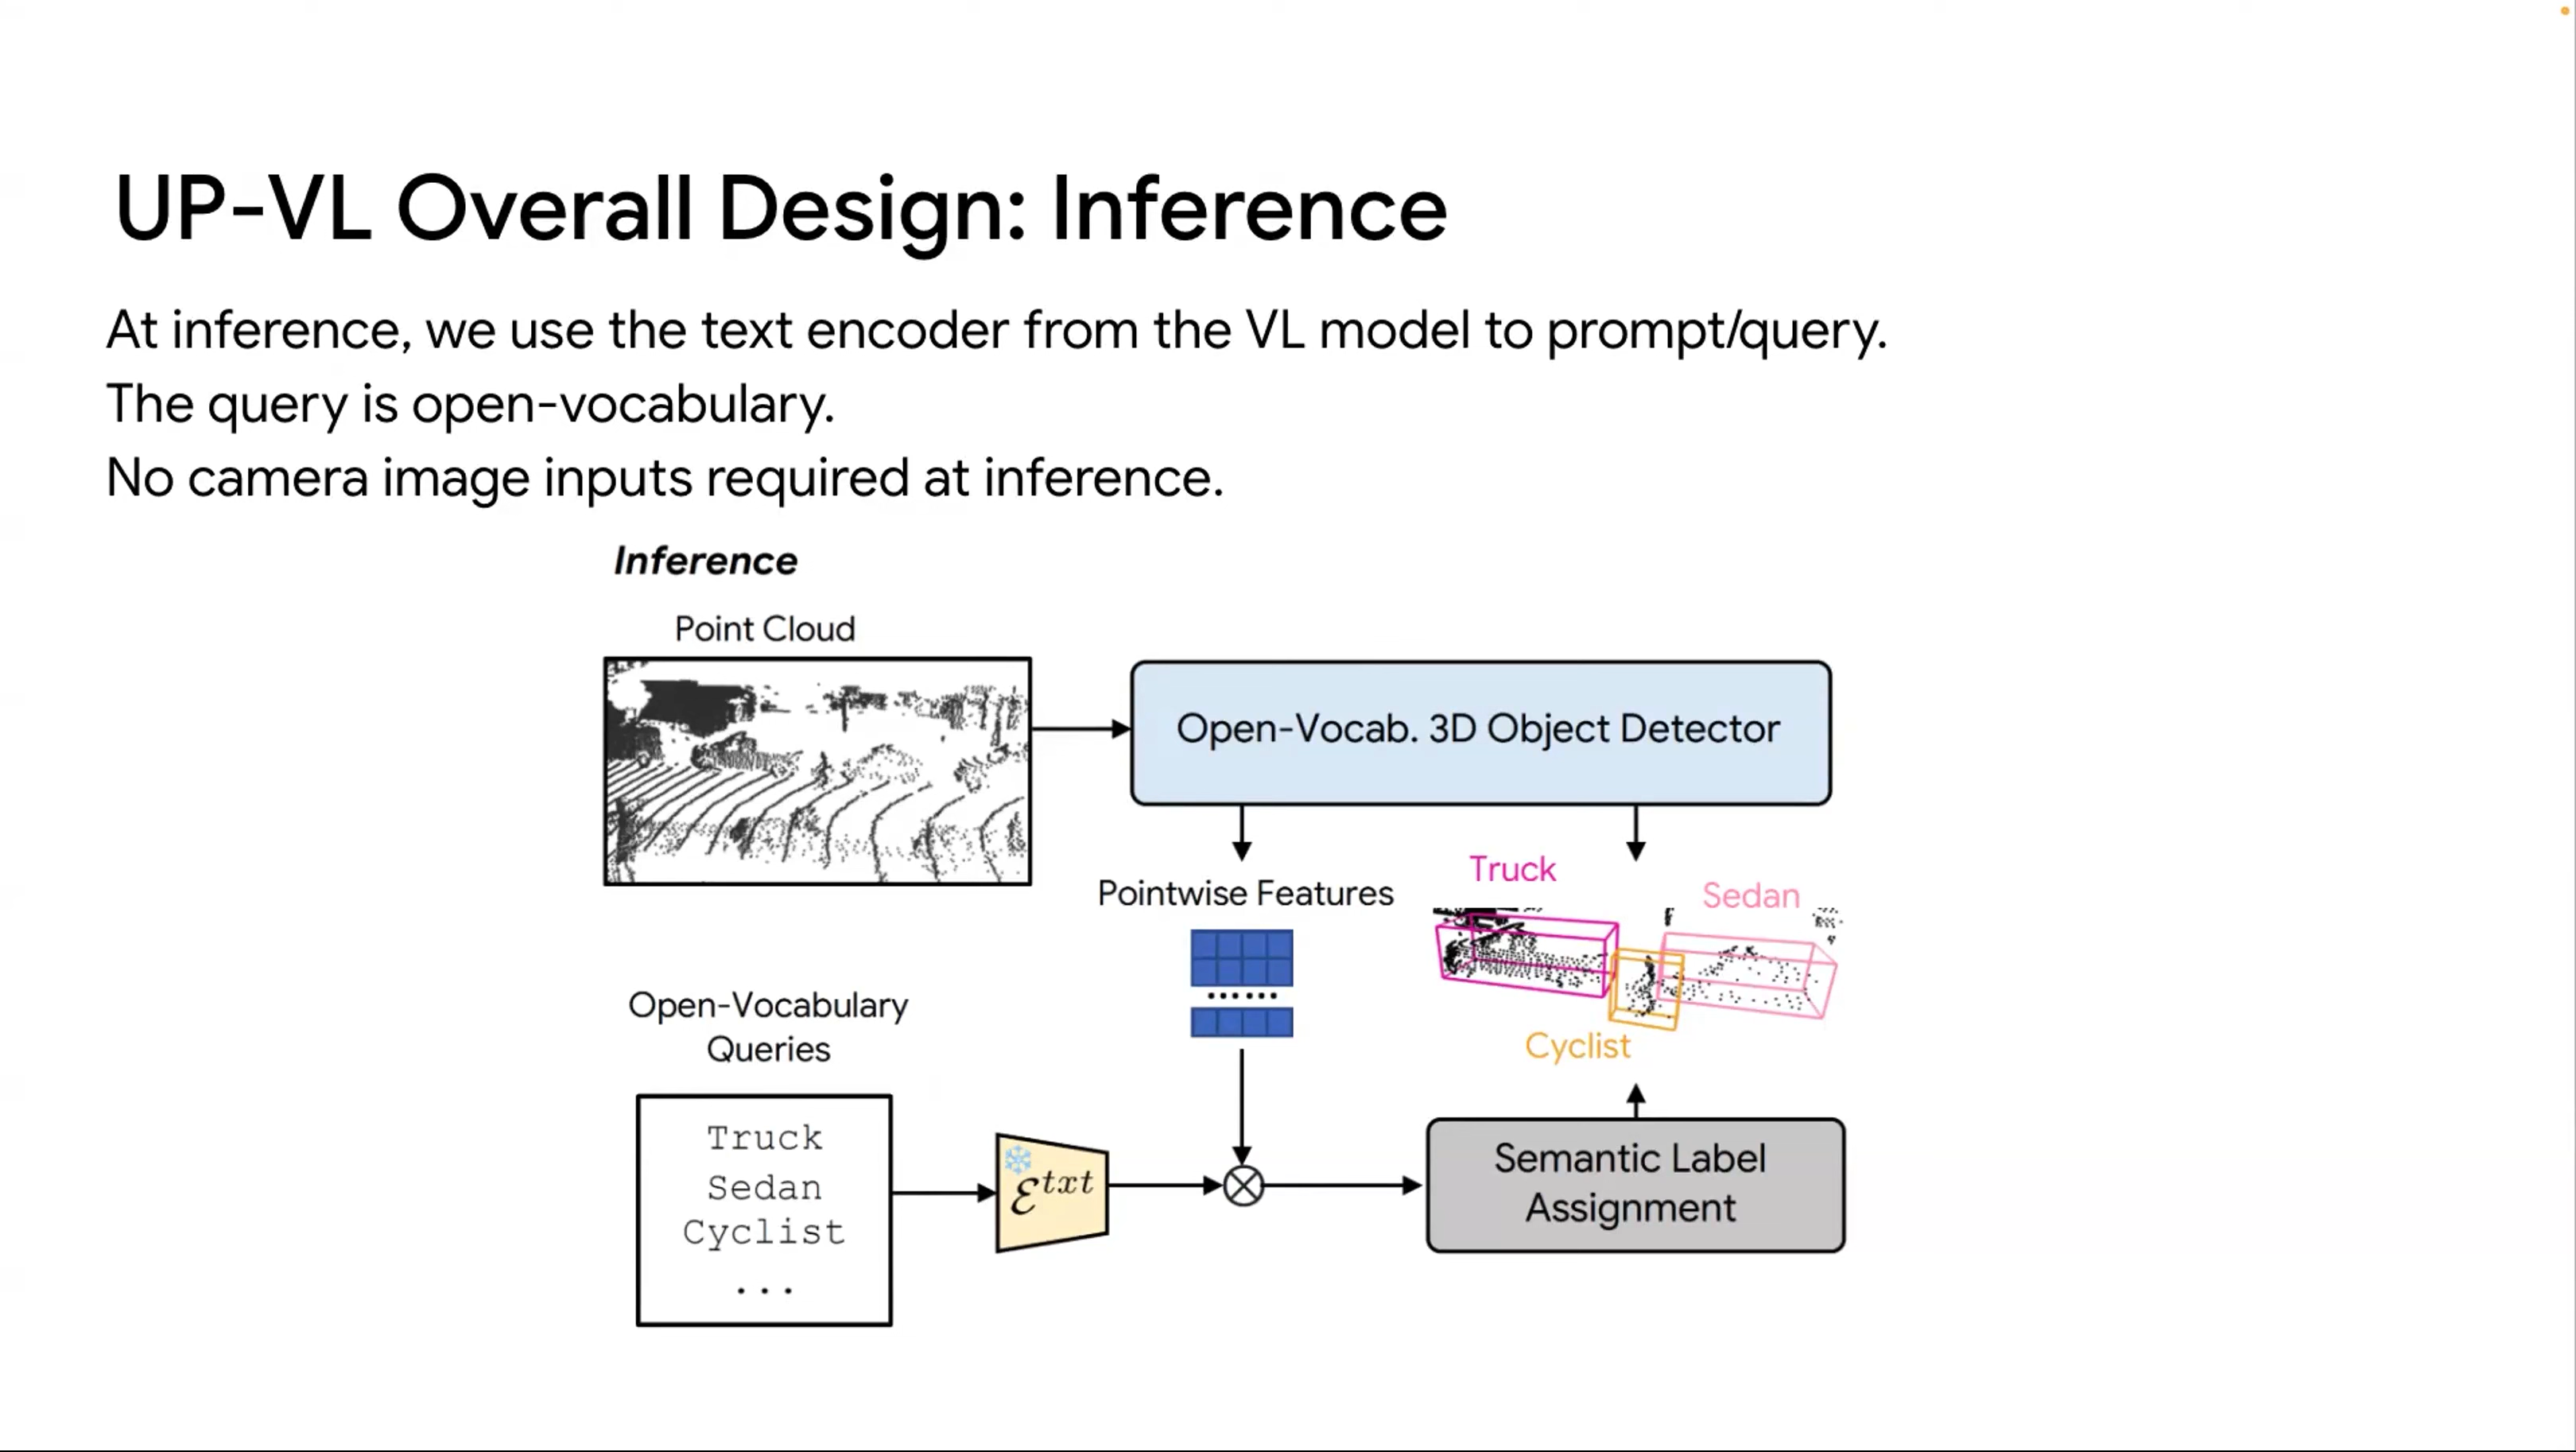 UP-VL Overall Design: Inference
At inference, we use the text encoder from the VL model to prompt/query.
The query is open-vocabulary.
No camera image inputs required at inference.
Inference
Point Cloud
Open-Vocab. 3D Object Detector
Pointwise Features
Truck
Sedan
Cyclist
Open-Vocabulary
Queries
Truck
Sedan
Cyclist
...
ℰ^txt
Semantic Label
Assignment